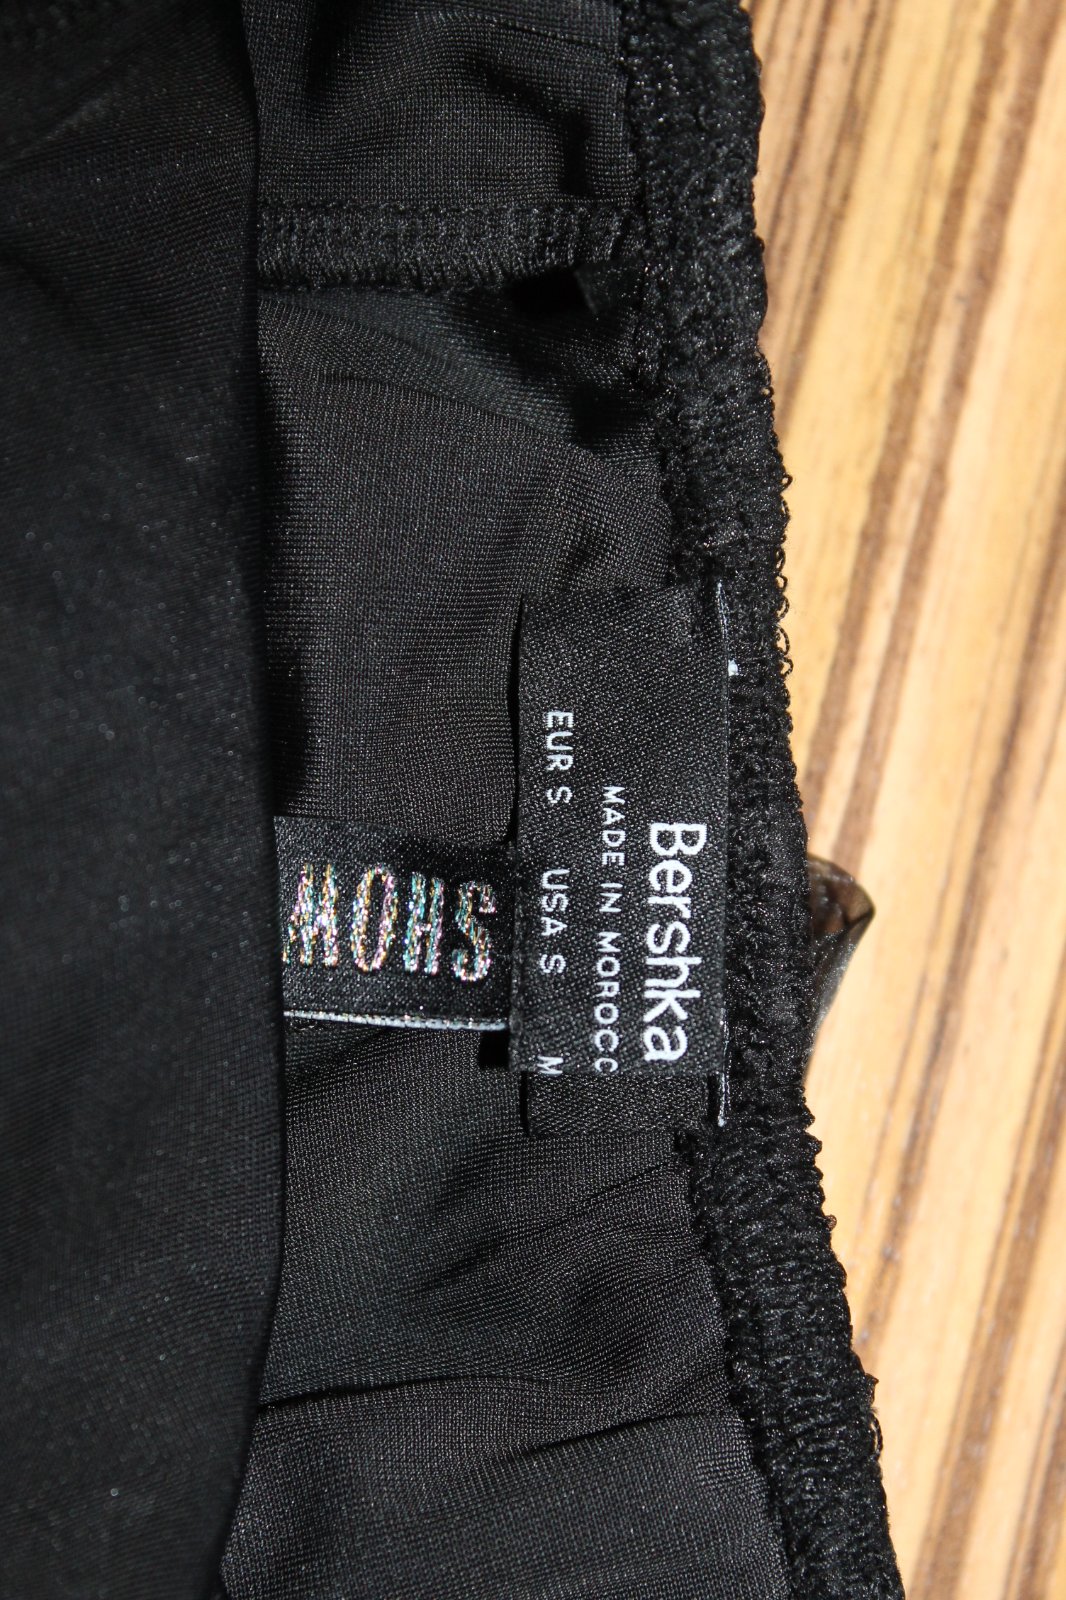 Bershka
MADE IN MOROCC
EUR S USA S M
SHOW